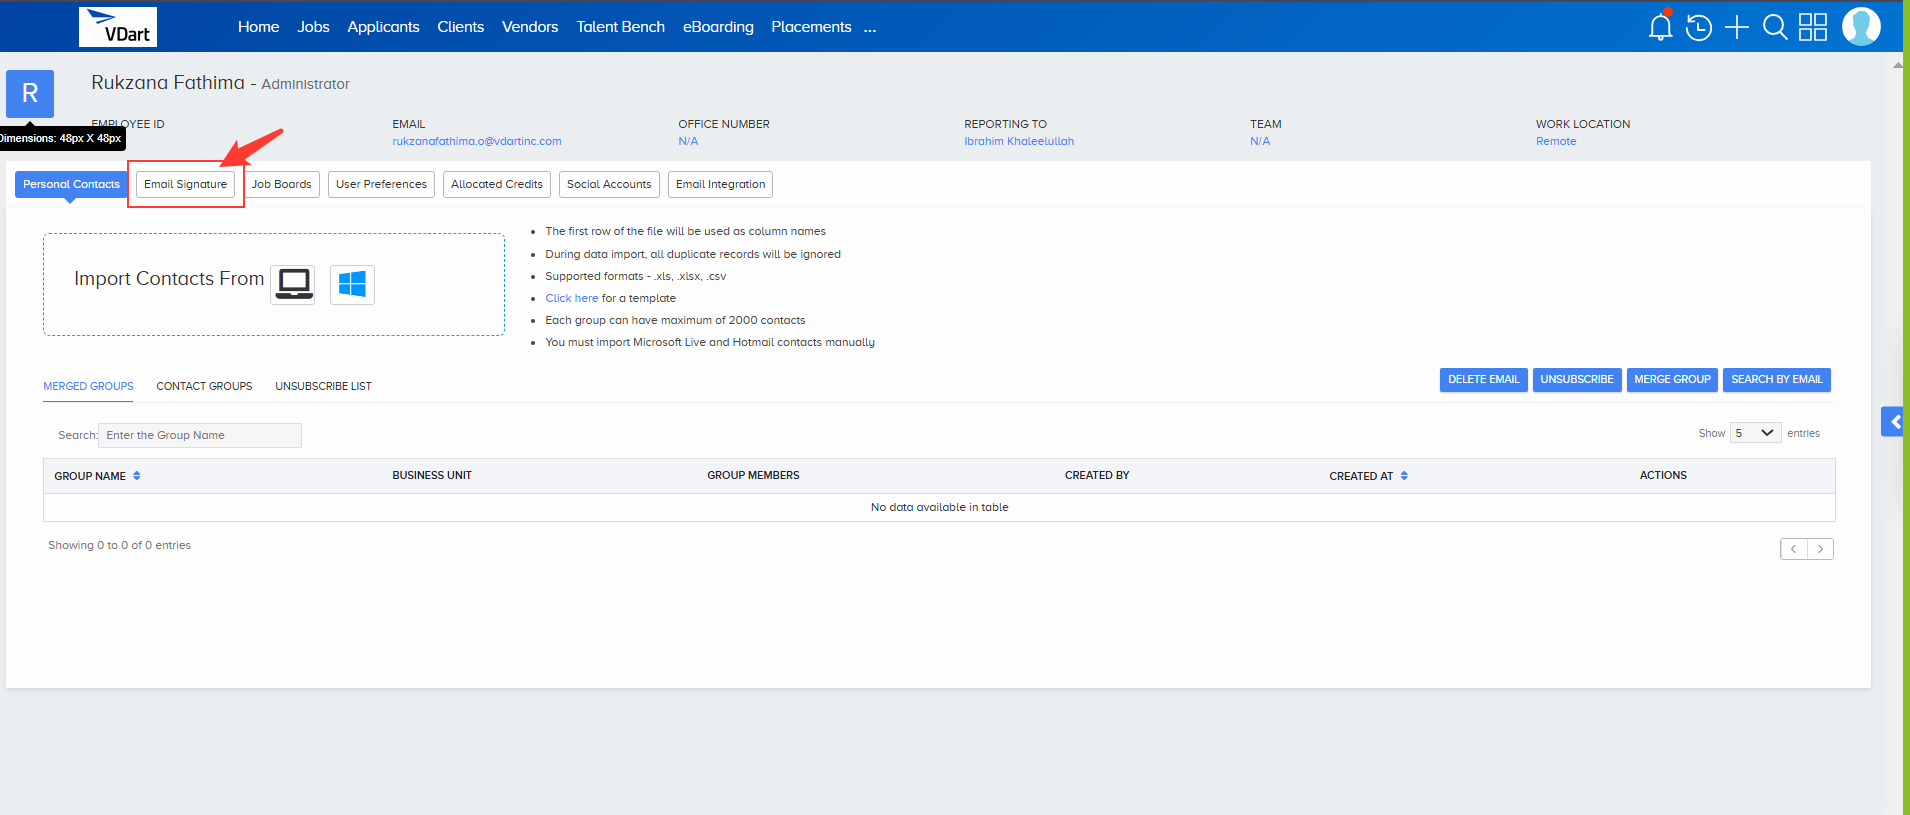 VDart
Home Jobs Applicants Clients Vendors Talent Bench eBoarding Placements ...
R
Rukzana Fathima - Administrator
Dimensions: 48px X 48px
EMPLOYEE ID EMAIL OFFICE NUMBER REPORTING TO TEAM WORK LOCATION
rukzanafathima.o@vdartinc.com N/A Ibrahim Khaleelullah N/A Remote
Personal Contacts Email Signature Job Boards User Preferences Allocated Credits Social Accounts Email Integration
Import Contacts From
• The first row of the file will be used as column names
• During data import, all duplicate records will be ignored
• Supported formats - .xls, .xlsx, .csv
• Click here for a template
• Each group can have maximum of 2000 contacts
• You must import Microsoft Live and Hotmail contacts manually
MERGED GROUPS CONTACT GROUPS UNSUBSCRIBE LIST
DELETE EMAIL UNSUBSCRIBE MERGE GROUP SEARCH BY EMAIL
Search: Enter the Group Name
Show 5 entries
GROUP NAME BUSINESS UNIT GROUP MEMBERS CREATED BY CREATED AT ACTIONS
No data available in table
Showing 0 to 0 of 0 entries